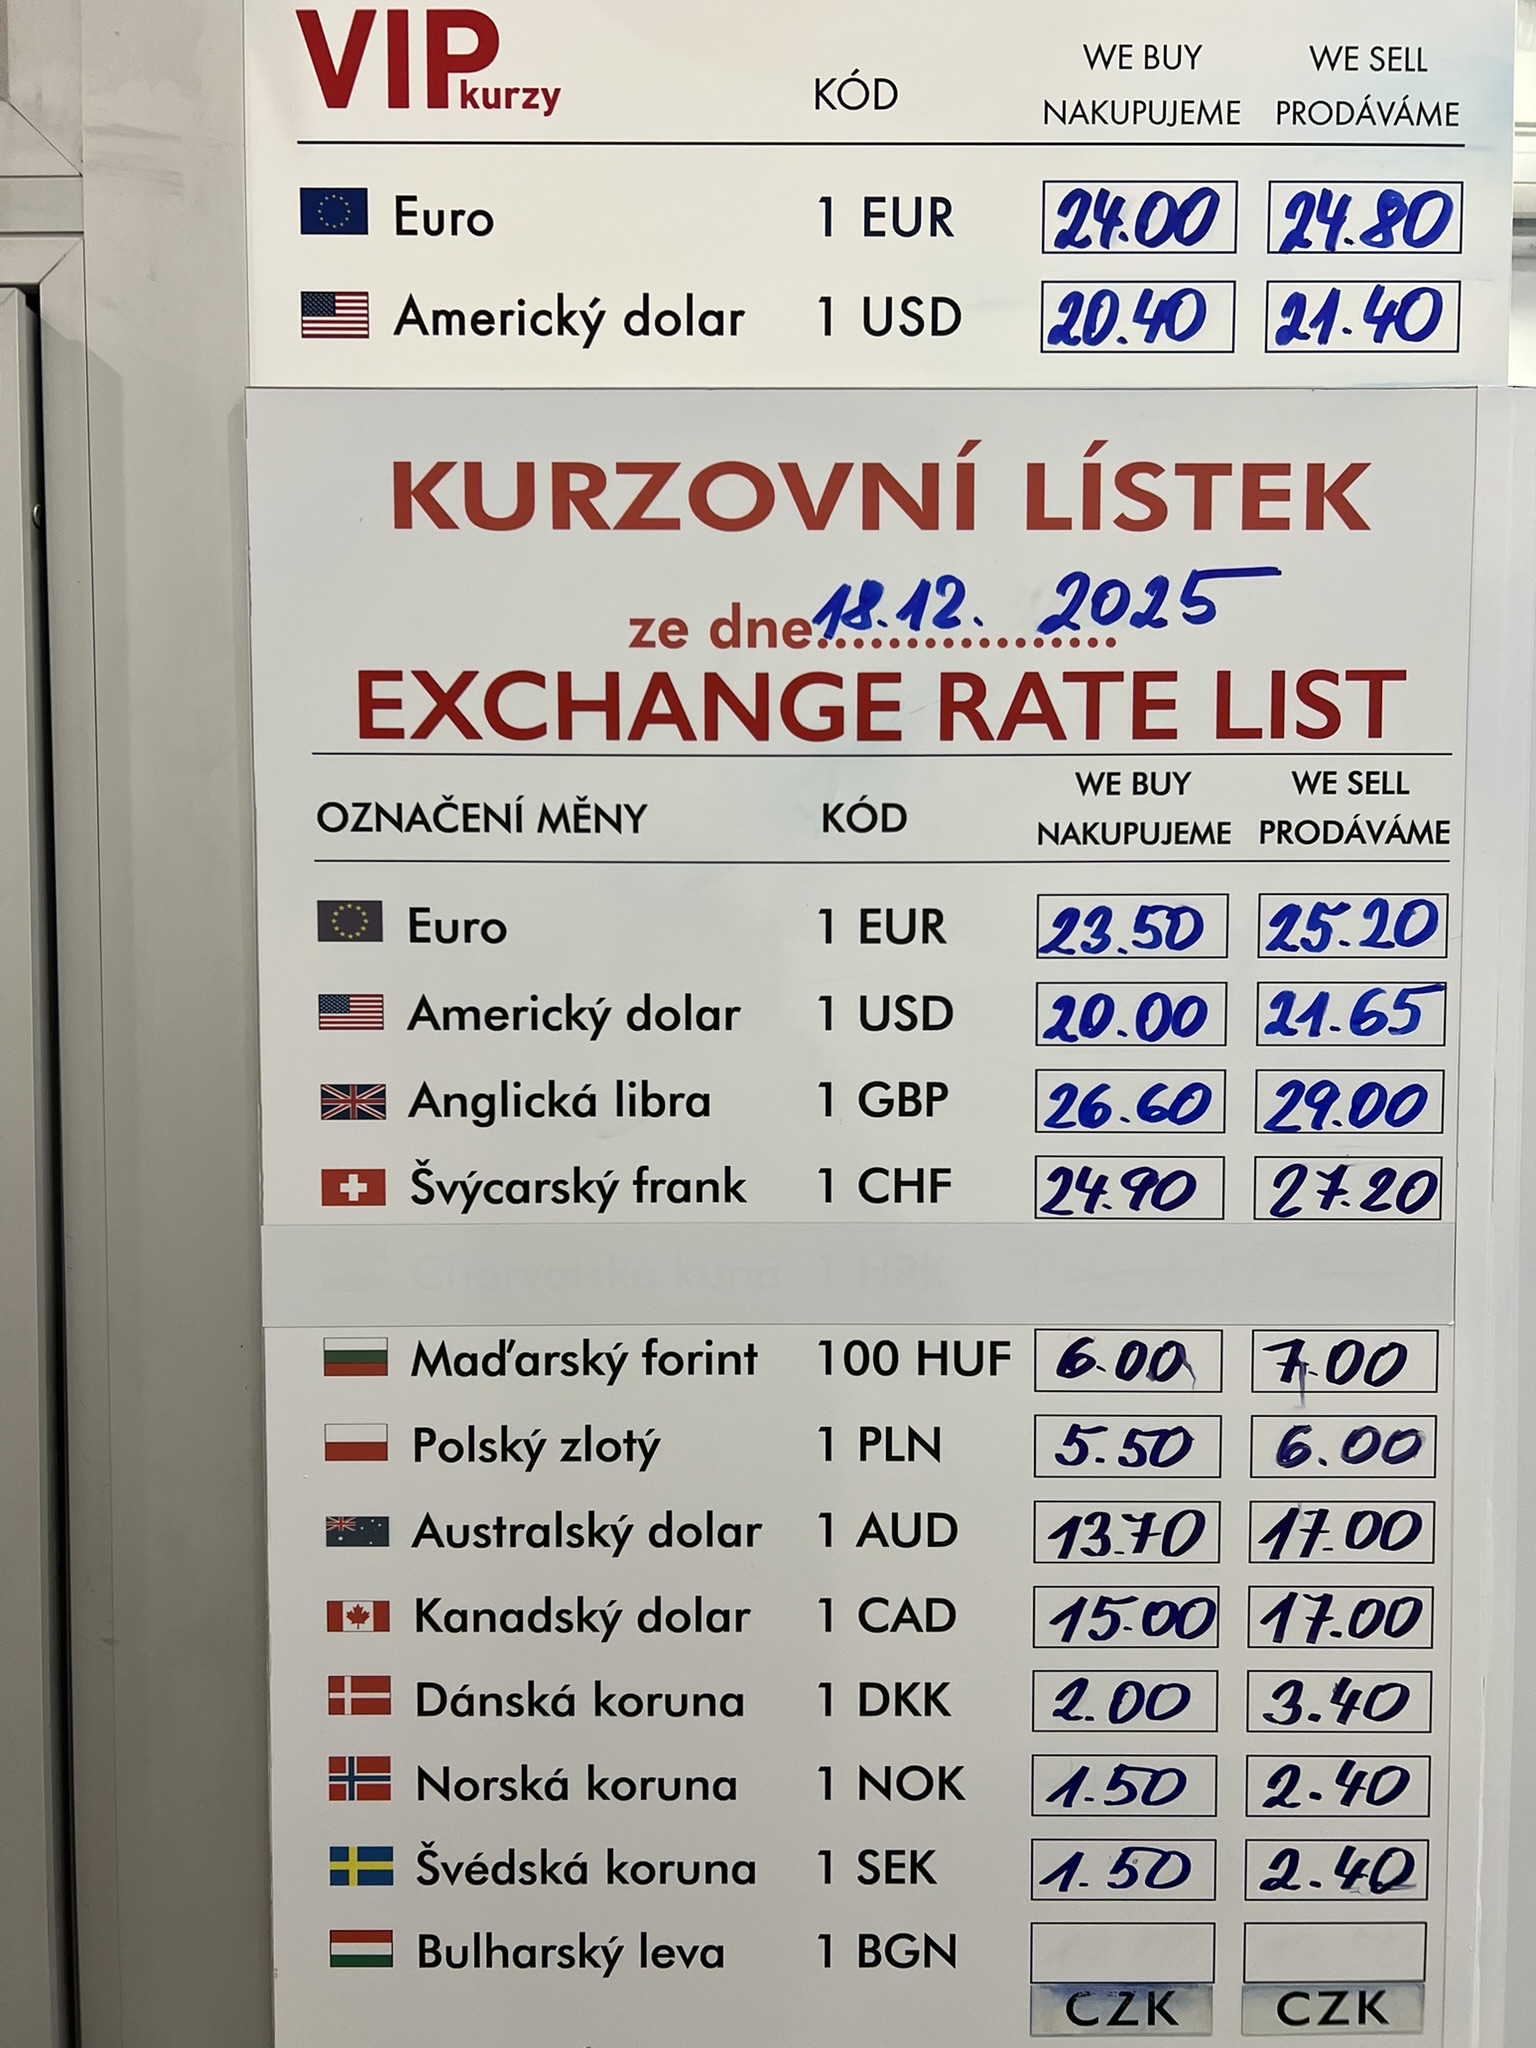 VIP kurzy KÓD WE BUY NAKUPUJEME WE SELL PRODÁVÁME
Euro 1 EUR 24.00 24.80
Americký dolar 1 USD 20.40 21.40
KURZOVNÍ LÍSTEK
ze dne 18.12. 2025
EXCHANGE RATE LIST
OZNAČENÍ MĚNY KÓD WE BUY NAKUPUJEME WE SELL PRODÁVÁME
Euro 1 EUR 23.50 25.20
Americký dolar 1 USD 20.00 21.65
Anglická libra 1 GBP 26.60 29.00
Švýcarský frank 1 CHF 24.90 27.20
Chorvatská kuna 1 HRK
Maďarský forint 100 HUF 6.00 7.00
Polský zlotý 1 PLN 5.50 6.00
Australský dolar 1 AUD 13.70 17.00
Kanadský dolar 1 CAD 15.00 17.00
Dánská koruna 1 DKK 2.00 3.40
Norská koruna 1 NOK 1.50 2.40
Švédská koruna 1 SEK 1.50 2.40
Bulharský leva 1 BGN
CZK CZK